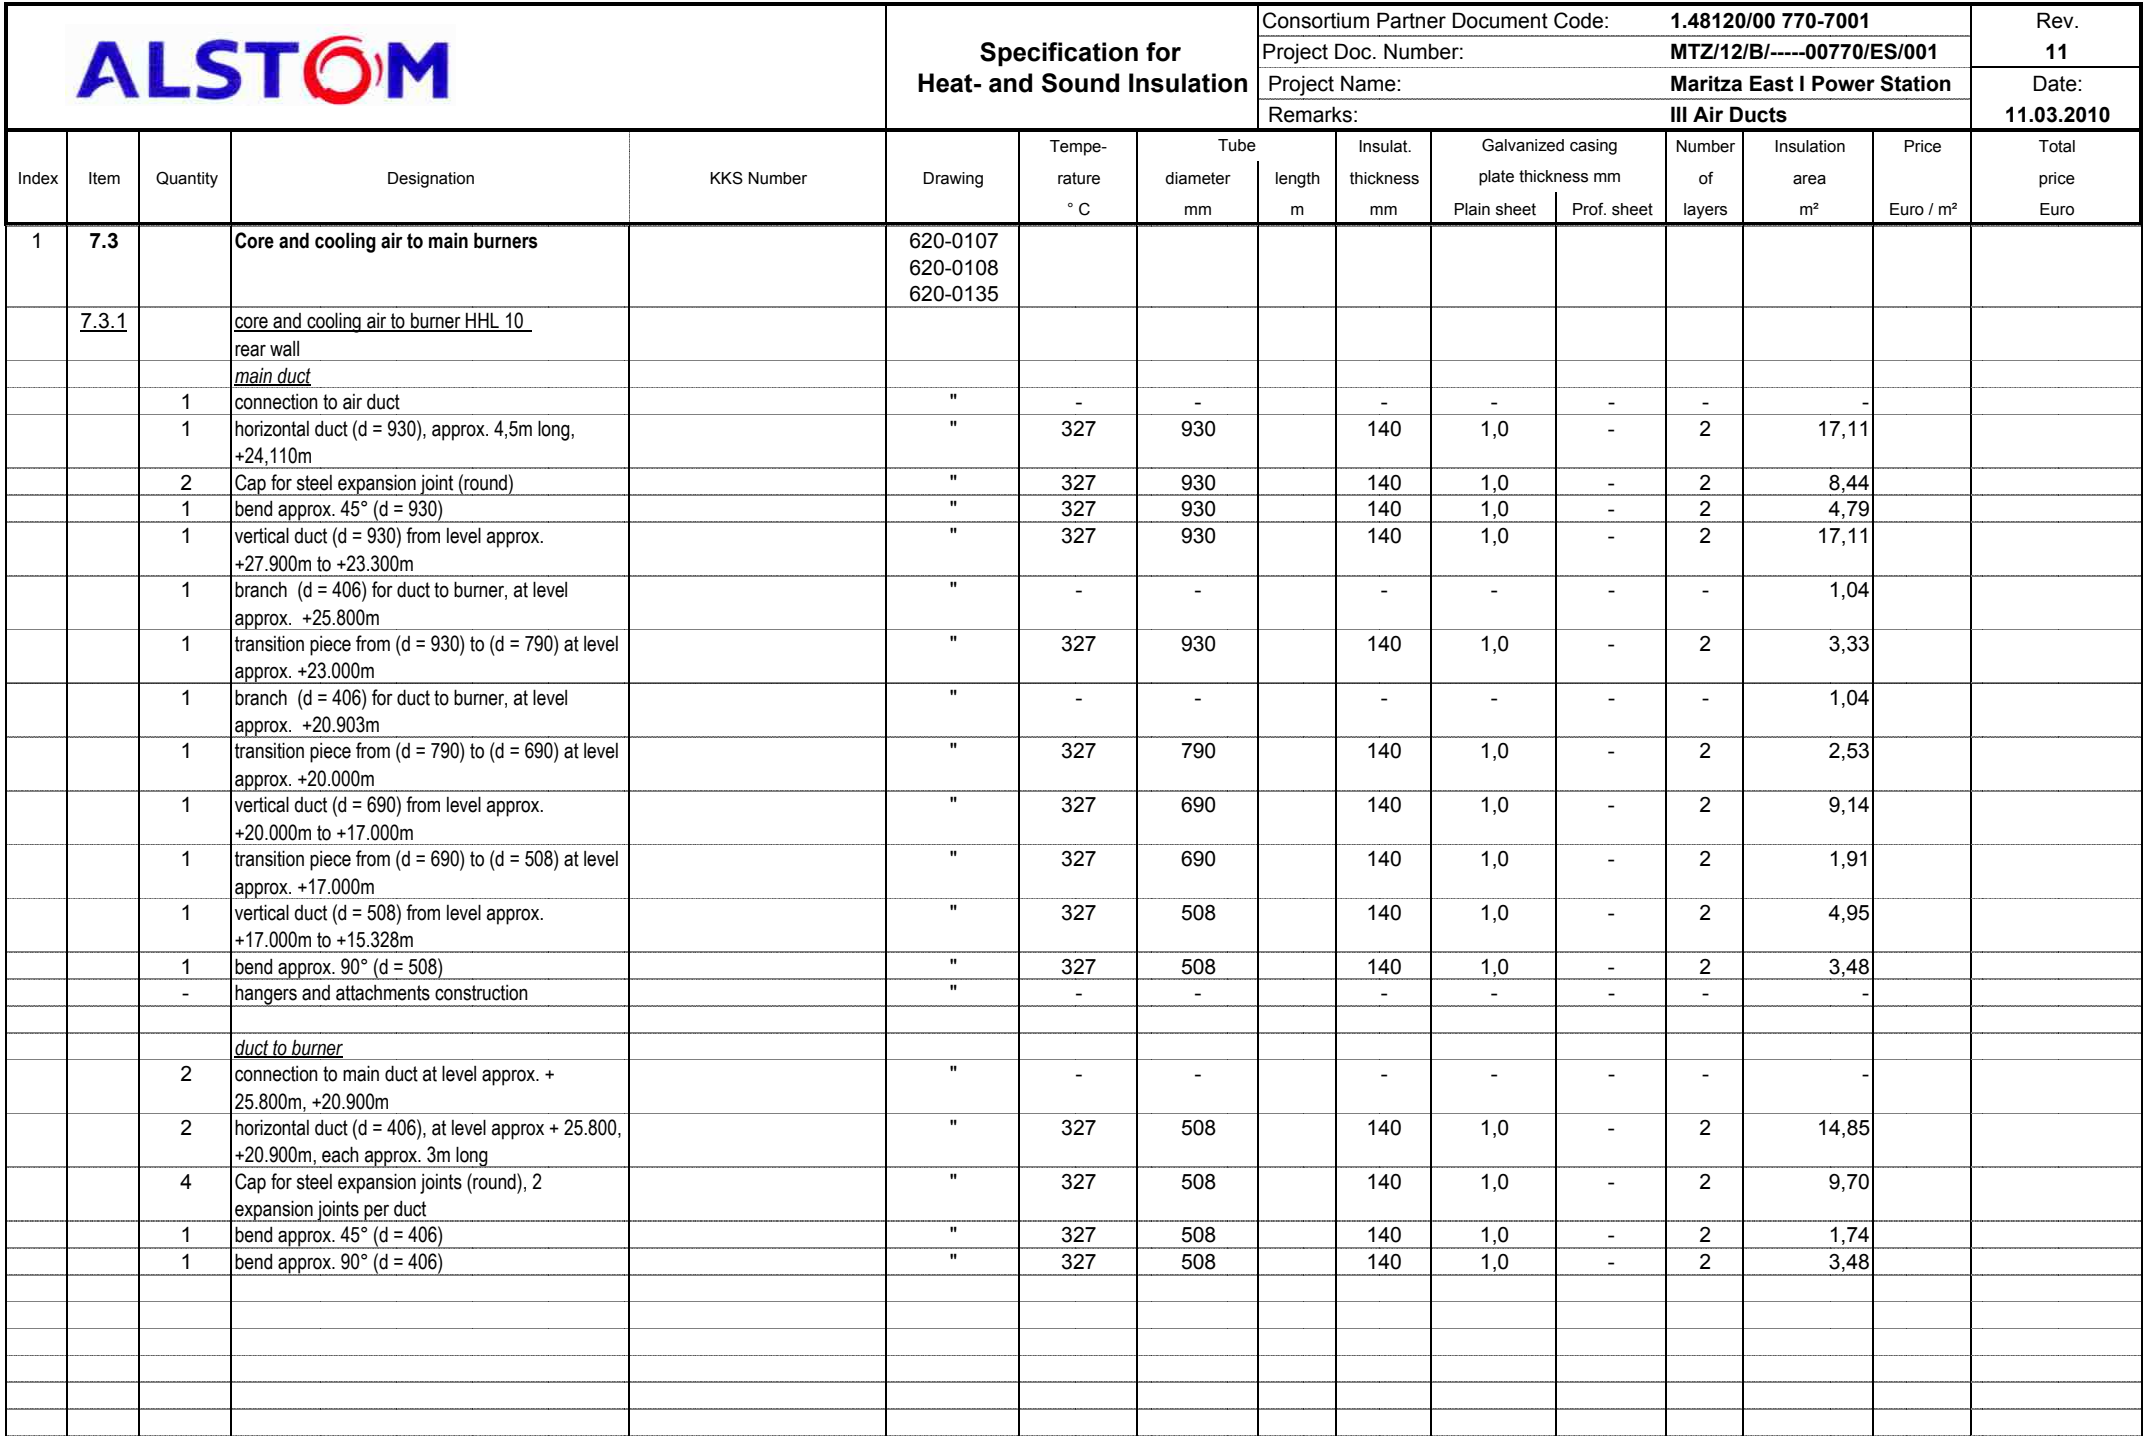 ALSTOM
Specification for
Heat- and Sound Insulation
Consortium Partner Document Code: 1.48120/00 770-7001
Project Doc. Number: MTZ/12/B/-----00770/ES/001
Project Name: Maritza East I Power Station
Remarks: III Air Ducts
Rev.
11
Date:
11.03.2010
Index Item Quantity Designation KKS Number Drawing Tempe-rature ° C Tube diameter mm length m Insulat. thickness mm Galvanized casing plate thickness mm Plain sheet Prof. sheet Number of layers Insulation area m² Price Euro / m² Total price Euro
1 7.3 Core and cooling air to main burners 620-0107
620-0108
620-0135
7.3.1 core and cooling air to burner HHL 10
rear wall
main duct
1 connection to air duct " - - - - - - -
1 horizontal duct (d = 930), approx. 4,5m long, " 327 930 140 1,0 - 2 17,11
+24,110m
2 Cap for steel expansion joint (round) " 327 930 140 1,0 - 2 8,44
1 bend approx. 45° (d = 930) " 327 930 140 1,0 - 2 4,79
1 vertical duct (d = 930) from level approx. " 327 930 140 1,0 - 2 17,11
+27.900m to +23.300m
1 branch (d = 406) for duct to burner, at level " - - - - - - 1,04
approx. +25.800m
1 transition piece from (d = 930) to (d = 790) at level " 327 930 140 1,0 - 2 3,33
approx. +23.000m
1 branch (d = 406) for duct to burner, at level " - - - - - - 1,04
approx. +20.903m
1 transition piece from (d = 790) to (d = 690) at level " 327 790 140 1,0 - 2 2,53
approx. +20.000m
1 vertical duct (d = 690) from level approx. " 327 690 140 1,0 - 2 9,14
+20.000m to +17.000m
1 transition piece from (d = 690) to (d = 508) at level " 327 690 140 1,0 - 2 1,91
approx. +17.000m
1 vertical duct (d = 508) from level approx. " 327 508 140 1,0 - 2 4,95
+17.000m to +15.328m
1 bend approx. 90° (d = 508) " 327 508 140 1,0 - 2 3,48
- hangers and attachments construction " - - - - - - -
duct to burner
2 connection to main duct at level approx. + " - - - - - - -
25.800m, +20.900m
2 horizontal duct (d = 406), at level approx + 25.800, " 327 508 140 1,0 - 2 14,85
+20.900m, each approx. 3m long
4 Cap for steel expansion joints (round), 2 " 327 508 140 1,0 - 2 9,70
expansion joints per duct
1 bend approx. 45° (d = 406) " 327 508 140 1,0 - 2 1,74
1 bend approx. 90° (d = 406) " 327 508 140 1,0 - 2 3,48